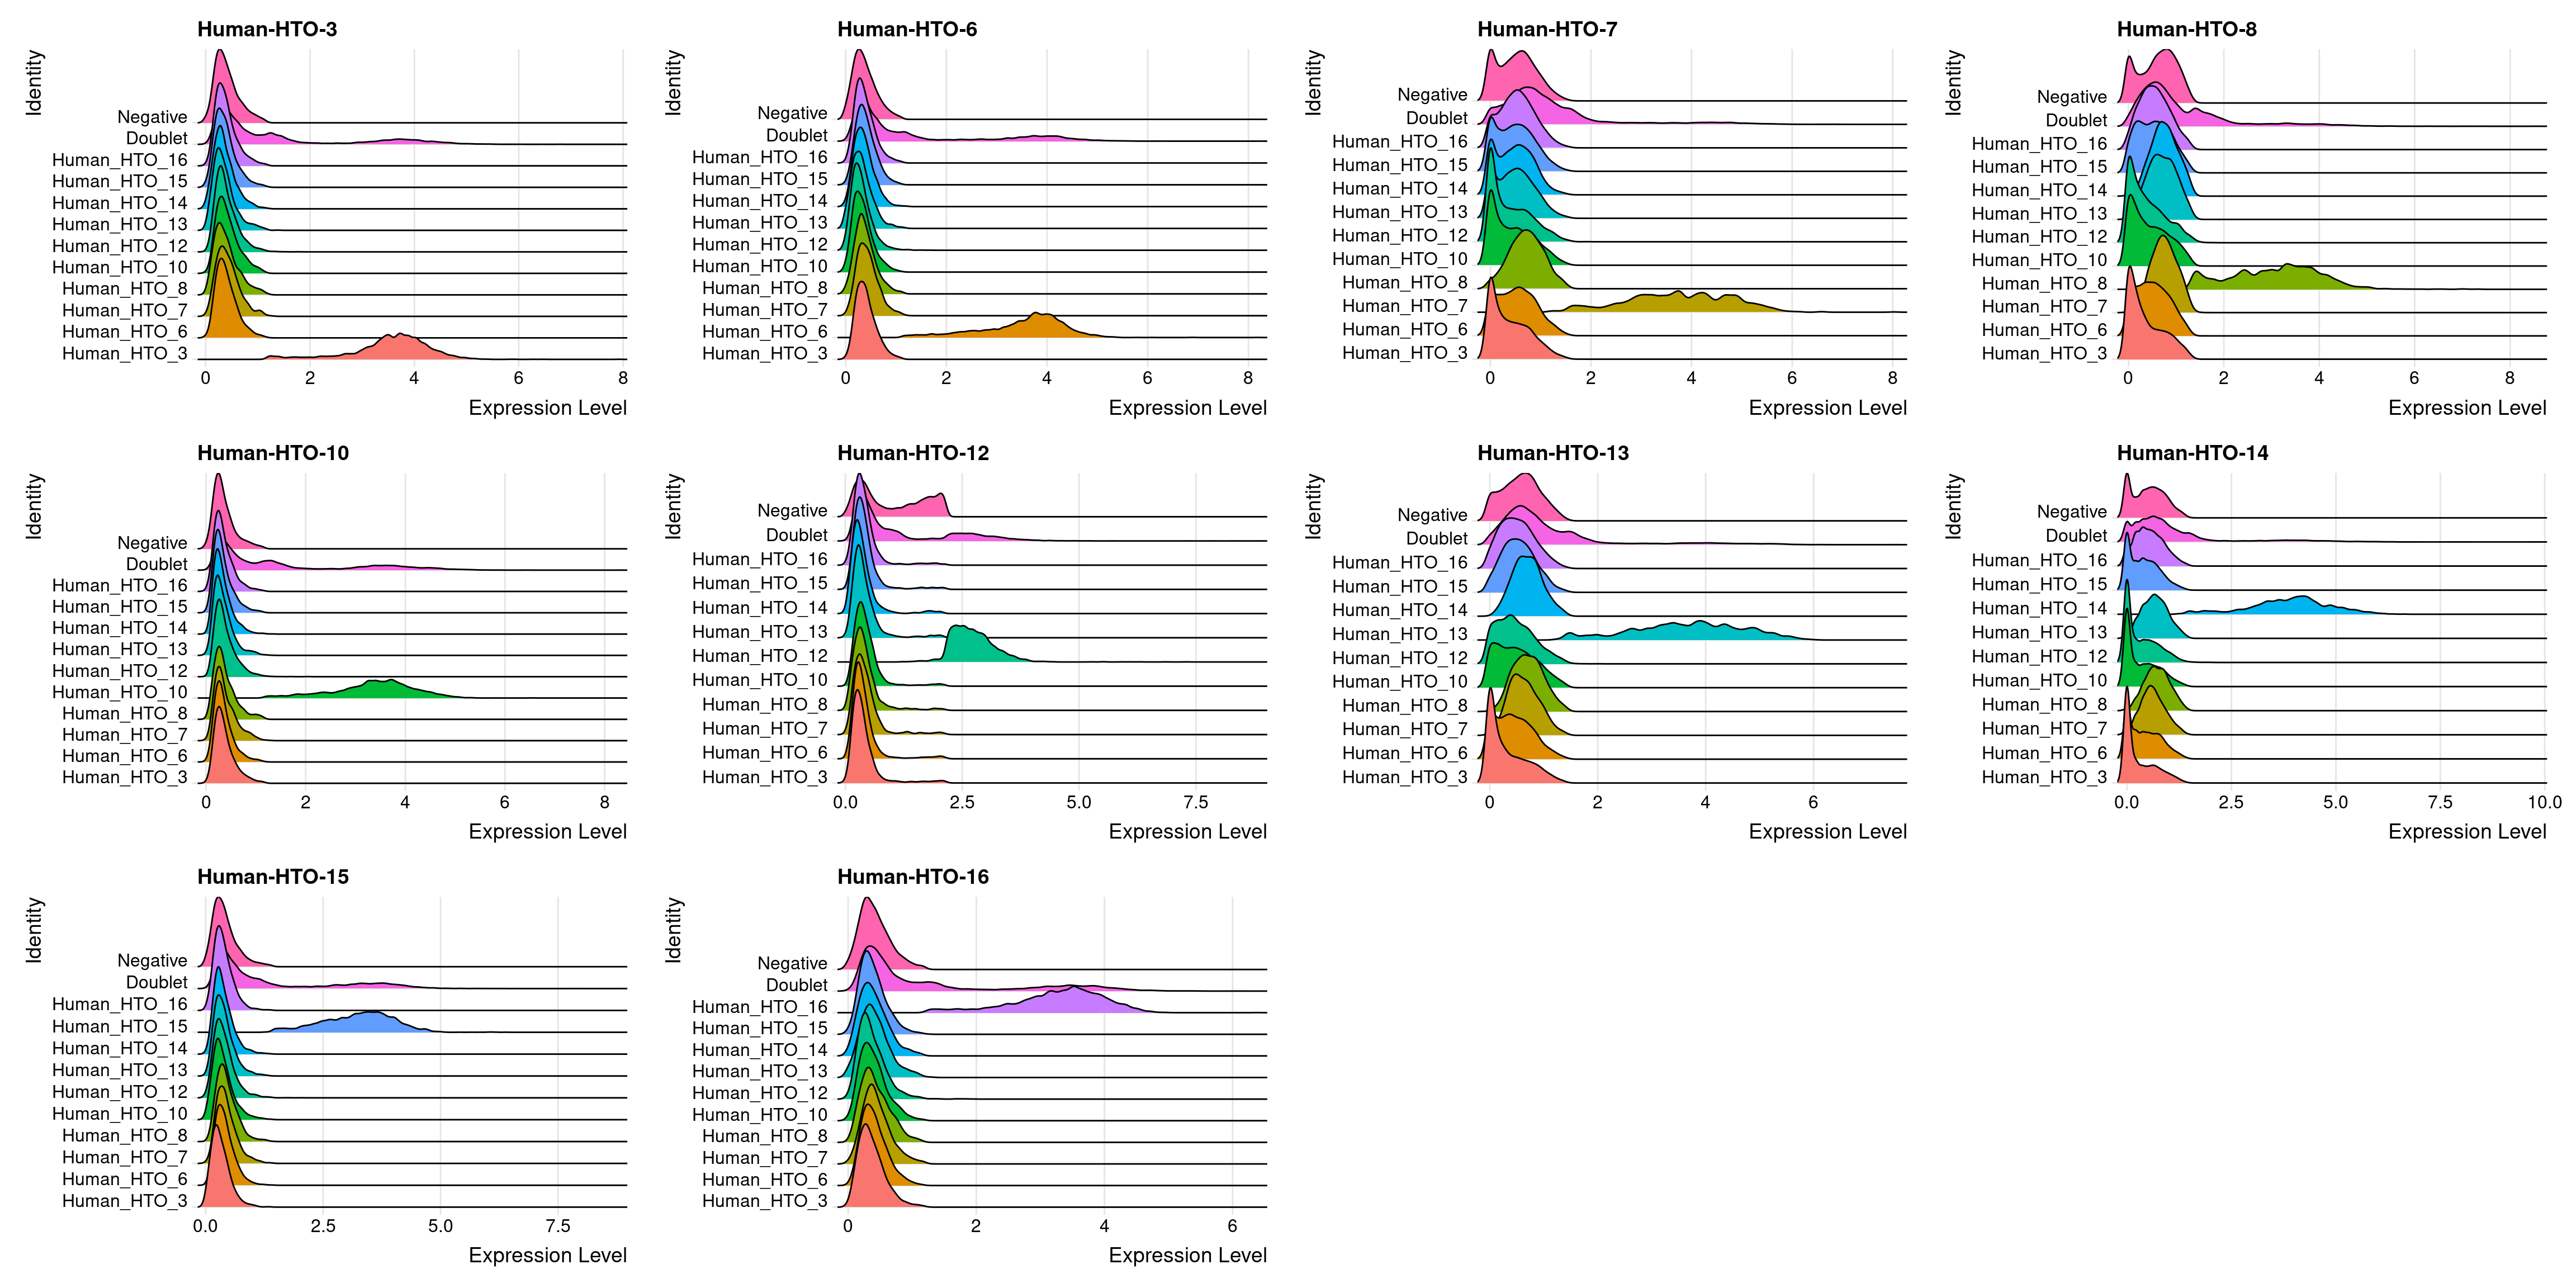 Human-HTO-3
Identity
Negative
Doublet
Human_HTO_16
Human_HTO_15
Human_HTO_14
Human_HTO_13
Human_HTO_12
Human_HTO_10
Human_HTO_8
Human_HTO_7
Human_HTO_6
Human_HTO_3
0 2 4 6 8
Expression Level
Human-HTO-6
Identity
Negative
Doublet
Human_HTO_16
Human_HTO_15
Human_HTO_14
Human_HTO_13
Human_HTO_12
Human_HTO_10
Human_HTO_8
Human_HTO_7
Human_HTO_6
Human_HTO_3
0 2 4 6 8
Expression Level
Human-HTO-7
Identity
Negative
Doublet
Human_HTO_16
Human_HTO_15
Human_HTO_14
Human_HTO_13
Human_HTO_12
Human_HTO_10
Human_HTO_8
Human_HTO_7
Human_HTO_6
Human_HTO_3
0 2 4 6 8
Expression Level
Human-HTO-8
Identity
Negative
Doublet
Human_HTO_16
Human_HTO_15
Human_HTO_14
Human_HTO_13
Human_HTO_12
Human_HTO_10
Human_HTO_8
Human_HTO_7
Human_HTO_6
Human_HTO_3
0 2 4 6 8
Expression Level
Human-HTO-10
Identity
Negative
Doublet
Human_HTO_16
Human_HTO_15
Human_HTO_14
Human_HTO_13
Human_HTO_12
Human_HTO_10
Human_HTO_8
Human_HTO_7
Human_HTO_6
Human_HTO_3
0 2 4 6 8
Expression Level
Human-HTO-12
Identity
Negative
Doublet
Human_HTO_16
Human_HTO_15
Human_HTO_14
Human_HTO_13
Human_HTO_12
Human_HTO_10
Human_HTO_8
Human_HTO_7
Human_HTO_6
Human_HTO_3
0.0 2.5 5.0 7.5
Expression Level
Human-HTO-13
Identity
Negative
Doublet
Human_HTO_16
Human_HTO_15
Human_HTO_14
Human_HTO_13
Human_HTO_12
Human_HTO_10
Human_HTO_8
Human_HTO_7
Human_HTO_6
Human_HTO_3
0 2 4 6
Expression Level
Human-HTO-14
Identity
Negative
Doublet
Human_HTO_16
Human_HTO_15
Human_HTO_14
Human_HTO_13
Human_HTO_12
Human_HTO_10
Human_HTO_8
Human_HTO_7
Human_HTO_6
Human_HTO_3
0.0 2.5 5.0 7.5 10.0
Expression Level
Human-HTO-15
Identity
Negative
Doublet
Human_HTO_16
Human_HTO_15
Human_HTO_14
Human_HTO_13
Human_HTO_12
Human_HTO_10
Human_HTO_8
Human_HTO_7
Human_HTO_6
Human_HTO_3
0.0 2.5 5.0 7.5
Expression Level
Human-HTO-16
Identity
Negative
Doublet
Human_HTO_16
Human_HTO_15
Human_HTO_14
Human_HTO_13
Human_HTO_12
Human_HTO_10
Human_HTO_8
Human_HTO_7
Human_HTO_6
Human_HTO_3
0 2 4 6
Expression Level